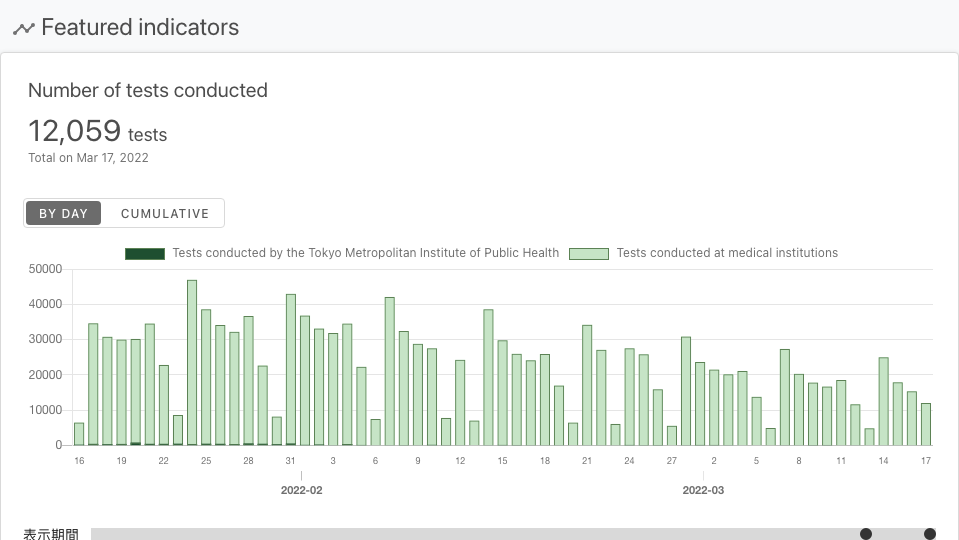 Featured indicators
Number of tests conducted
12,059 tests
Total on Mar 17, 2022
BY DAY CUMULATIVE
Tests conducted by the Tokyo Metropolitan Institute of Public Health Tests conducted at medical institutions
50000
40000
30000
20000
10000
0
16 19 22 25 28 31 3 6 9 12 15 18 21 24 27 2 5 8 11 14 17
2022-02 2022-03
表示期間